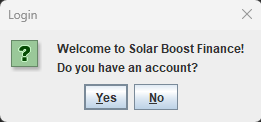 Login
Welcome to Solar Boost Finance!
Do you have an account?
Yes No